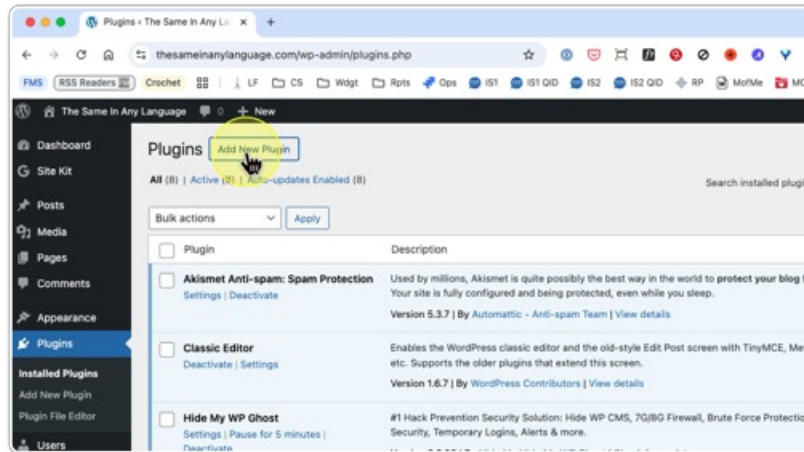 Plugins < The Same In Any La
thesameinanylanguage.com/wp-admin/plugins.php
FMS RSS Readers Crochet LF CS Wdgt Rpts Ops IS1 IS1 QID IS2 IS2 QID RP MofMe
The Same In Any Language 0 + New
Dashboard
Site Kit
Posts
Media
Pages
Comments
Appearance
Plugins
Installed Plugins
Add New Plugin
Plugin File Editor
Users
Plugins Add New Plugin
All (8) | Active (8) | Auto-updates Enabled (8)
Search installed plugi
Bulk actions Apply
Plugin Description
Akismet Anti-spam: Spam Protection
Settings | Deactivate
Used by millions, Akismet is quite possibly the best way in the world to protect your blog
Your site is fully configured and being protected, even while you sleep.
Version 5.3.7 | By Automattic - Anti-spam Team | View details
Classic Editor
Deactivate | Settings
Enables the WordPress classic editor and the old-style Edit Post screen with TinyMCE, Me
etc. Supports the older plugins that extend this screen.
Version 1.6.7 | By WordPress Contributors | View details
Hide My WP Ghost
Settings | Pause for 5 minutes |
Deactivate
#1 Hack Prevention Security Solution: Hide WP CMS, 7G/8G Firewall, Brute Force Protectio
Security, Temporary Logins, Alerts & more.